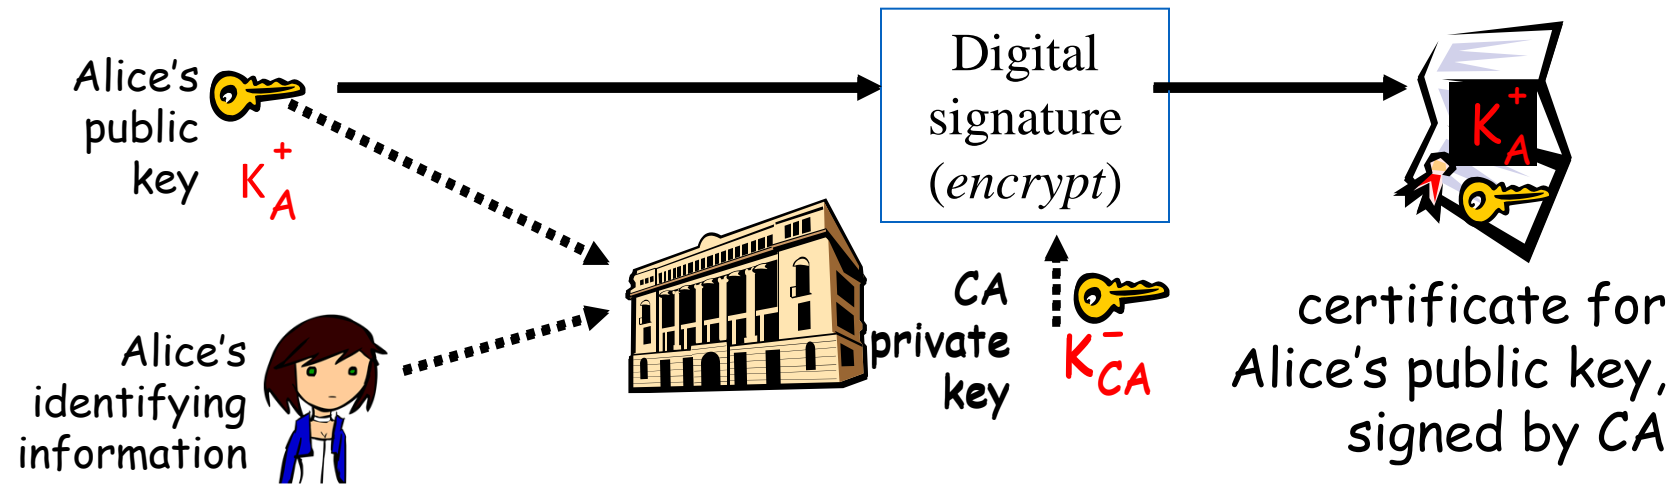 Alice's
public
key
K
+
A
Digital
signature
(encrypt)
K
+
A
Alice's
identifying
information
CA
private
key
K
-
CA
certificate for
Alice's public key,
signed by CA